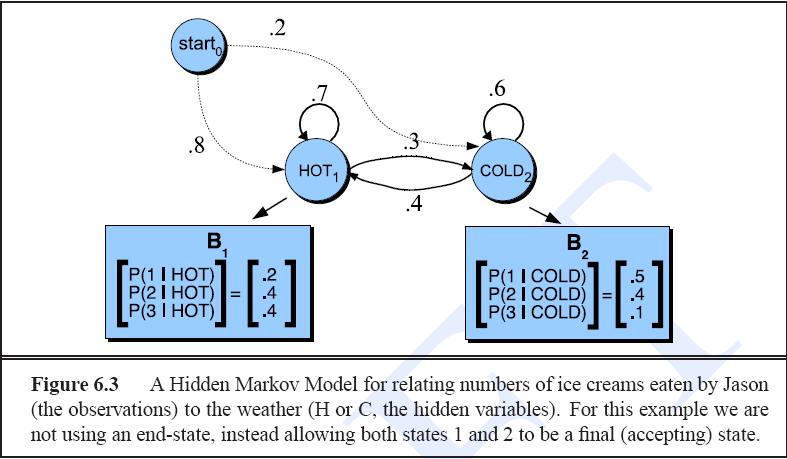 start0
.2
.8
.7
.6
.3
HOT1
COLD2
.4
B1
P(1 I HOT)
P(2 I HOT) =
P(3 I HOT)
.2
.4
.4
B2
P(1 I COLD)
P(2 I COLD) =
P(3 I COLD)
.5
.4
.1
Figure 6.3 A Hidden Markov Model for relating numbers of ice creams eaten by Jason
(the observations) to the weather (H or C, the hidden variables). For this example we are
not using an end-state, instead allowing both states 1 and 2 to be a final (accepting) state.